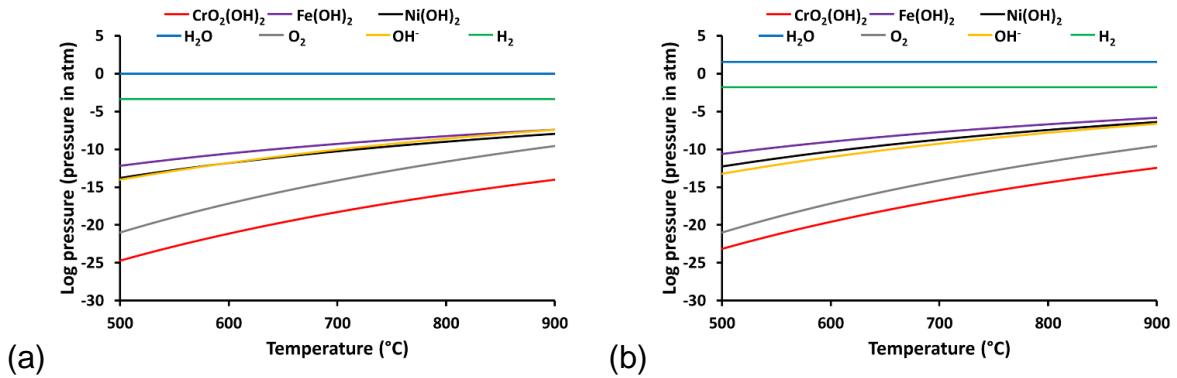 CrO₂(OH)₂ Fe(OH)₂ Ni(OH)₂
H₂O O₂ OH⁻ H₂
5
0
-5
-10
-15
-20
-25
-30
Log pressure (pressure in atm)
500 600 700 800 900
Temperature (°C)
(a)
CrO₂(OH)₂ Fe(OH)₂ Ni(OH)₂
H₂O O₂ OH⁻ H₂
5
0
-5
-10
-15
-20
-25
-30
Log pressure (pressure in atm)
500 600 700 800 900
Temperature (°C)
(b)